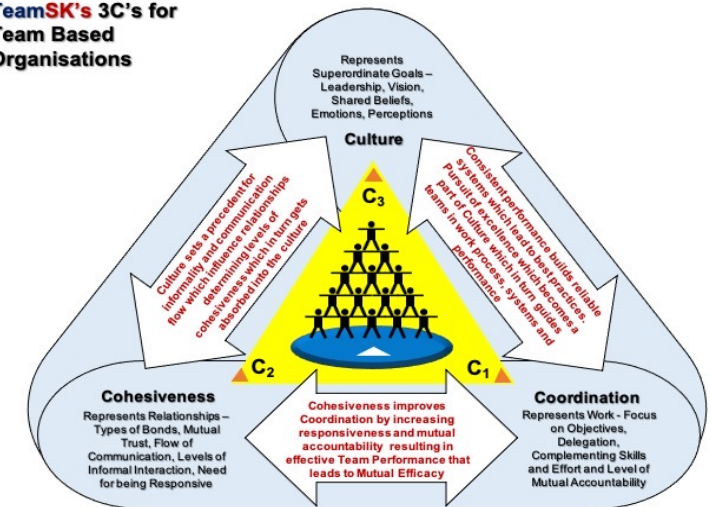 TeamSK's 3C's for
Team Based
Organisations
Represents
Superordinate Goals –
Leadership, Vision,
Shared Beliefs,
Emotions, Perceptions
Culture
C3
Culture sets a precedent for
informality and communication
flow which influence relationships
determining levels of
cohesiveness which in turn gets
absorbed into the culture
Consistent performance builds reliable
systems which lead to best practices.
Pursuit of excellence which becomes a
part of Culture which in turn guides
teams in work process, systems and
performance
C2
C1
Cohesiveness
Represents Relationships –
Types of Bonds, Mutual
Trust, Flow of
Communication, Levels of
Informal Interaction, Need
for being Responsive
Cohesiveness improves
Coordination by increasing
responsiveness and mutual
accountability resulting in
effective Team Performance that
leads to Mutual Efficacy
Coordination
Represents Work - Focus
on Objectives,
Delegation,
Complementing Skills
and Effort and Level of
Mutual Accountability